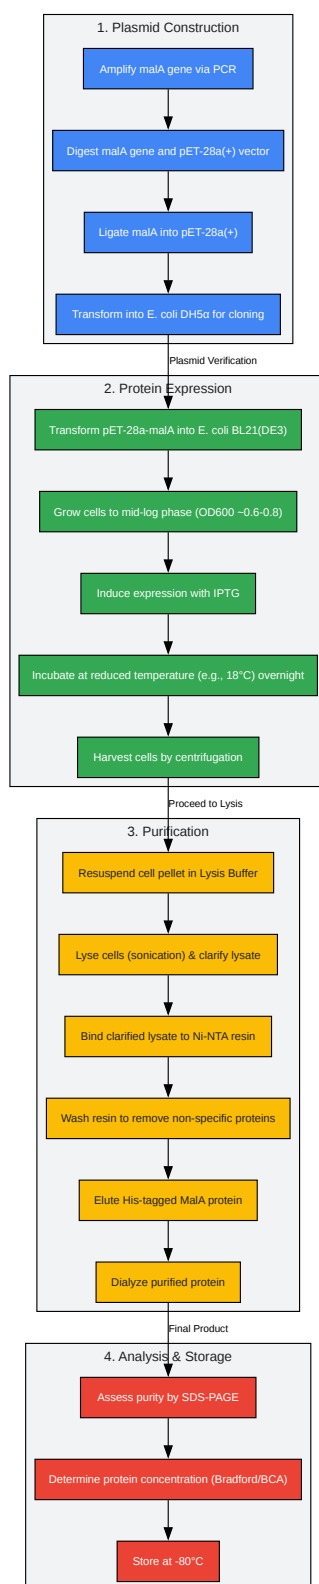 1. Plasmid Construction
Amplify malA gene via PCR
Digest malA gene and pET-28a(+) vector
Ligate malA into pET-28a(+)
Transform into E. coli DH5α for cloning
Plasmid Verification
2. Protein Expression
Transform pET-28a-malA into E. coli BL21(DE3)
Grow cells to mid-log phase (OD600 ~0.6-0.8)
Induce expression with IPTG
Incubate at reduced temperature (e.g., 18°C) overnight
Harvest cells by centrifugation
Proceed to Lysis
3. Purification
Resuspend cell pellet in Lysis Buffer
Lyse cells (sonication) & clarify lysate
Bind clarified lysate to Ni-NTA resin
Wash resin to remove non-specific proteins
Elute His-tagged MalA protein
Dialyze purified protein
Final Product
4. Analysis & Storage
Assess purity by SDS-PAGE
Determine protein concentration (Bradford/BCA)
Store at -80°C